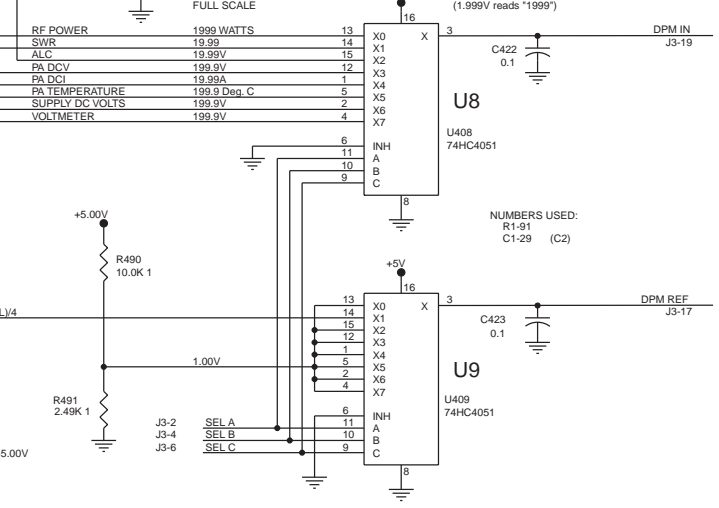 FULL SCALE
(1.999V reads "1999")
16
RF POWER 1999 WATTS 13 X0 X 3 DPM IN
J3-19
SWR 19.99 14 X1
ALC 19.99V 15 X2
PA DCV 199.9V 12 X3
PA DCI 19.99A 1 X4
PA TEMPERATURE 199.9 Deg. C 5 X5
SUPPLY DC VOLTS 199.9V 2 X6
VOLTMETER 199.9V 4 X7
C422
0.1
U8
U408
74HC4051
6 INH
11 A
10 B
9 C
8
NUMBERS USED:
R1-91
C1-29 (C2)
+5.00V
R490
10.0K 1
+5V
16
L)/4
13 X0 X 3 DPM REF
J3-17
14 X1
15 X2
12 X3
1 X4
1.00V 5 X5
2 X6
4 X7
C423
0.1
U9
U409
74HC4051
R491
2.49K 1
6 INH
J3-2 SEL A 11 A
J3-4 SEL B 10 B
J3-6 SEL C 9 C
8
5.00V